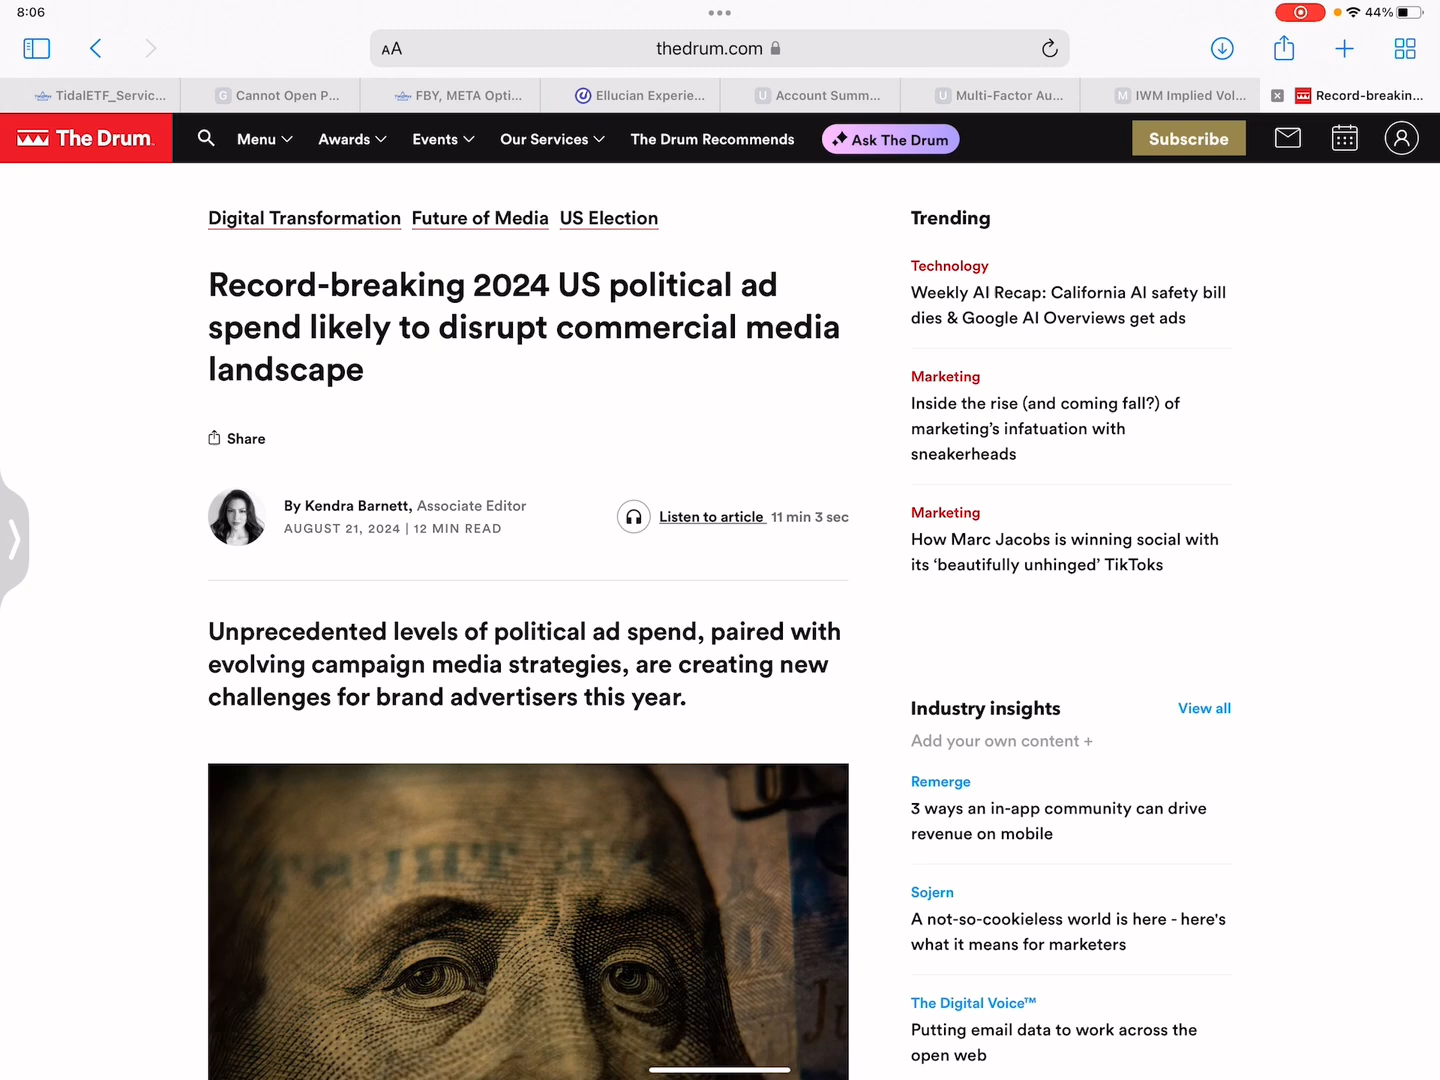 8:06
44%
AA
thedrum.com
TidalETF_Servic...
Cannot Open P...
FBY, META Opti...
Ellucian Experie...
Account Summ...
Multi-Factor Au...
IWM Implied Vol...
Record-breakin...
The Drum.
Menu
Awards
Events
Our Services
The Drum Recommends
Ask The Drum
Subscribe
Digital Transformation Future of Media US Election
Record-breaking 2024 US political ad
spend likely to disrupt commercial media
landscape
Share
By Kendra Barnett, Associate Editor
AUGUST 21, 2024 | 12 MIN READ
Listen to article 11 min 3 sec
Unprecedented levels of political ad spend, paired with
evolving campaign media strategies, are creating new
challenges for brand advertisers this year.
Trending
Technology
Weekly AI Recap: California AI safety bill
dies & Google AI Overviews get ads
Marketing
Inside the rise (and coming fall?) of
marketing’s infatuation with
sneakerheads
Marketing
How Marc Jacobs is winning social with
its ‘beautifully unhinged’ TikToks
Industry insights
View all
Add your own content +
Remerge
3 ways an in-app community can drive
revenue on mobile
Sojern
A not-so-cookieless world is here - here's
what it means for marketers
The Digital Voice™
Putting email data to work across the
open web